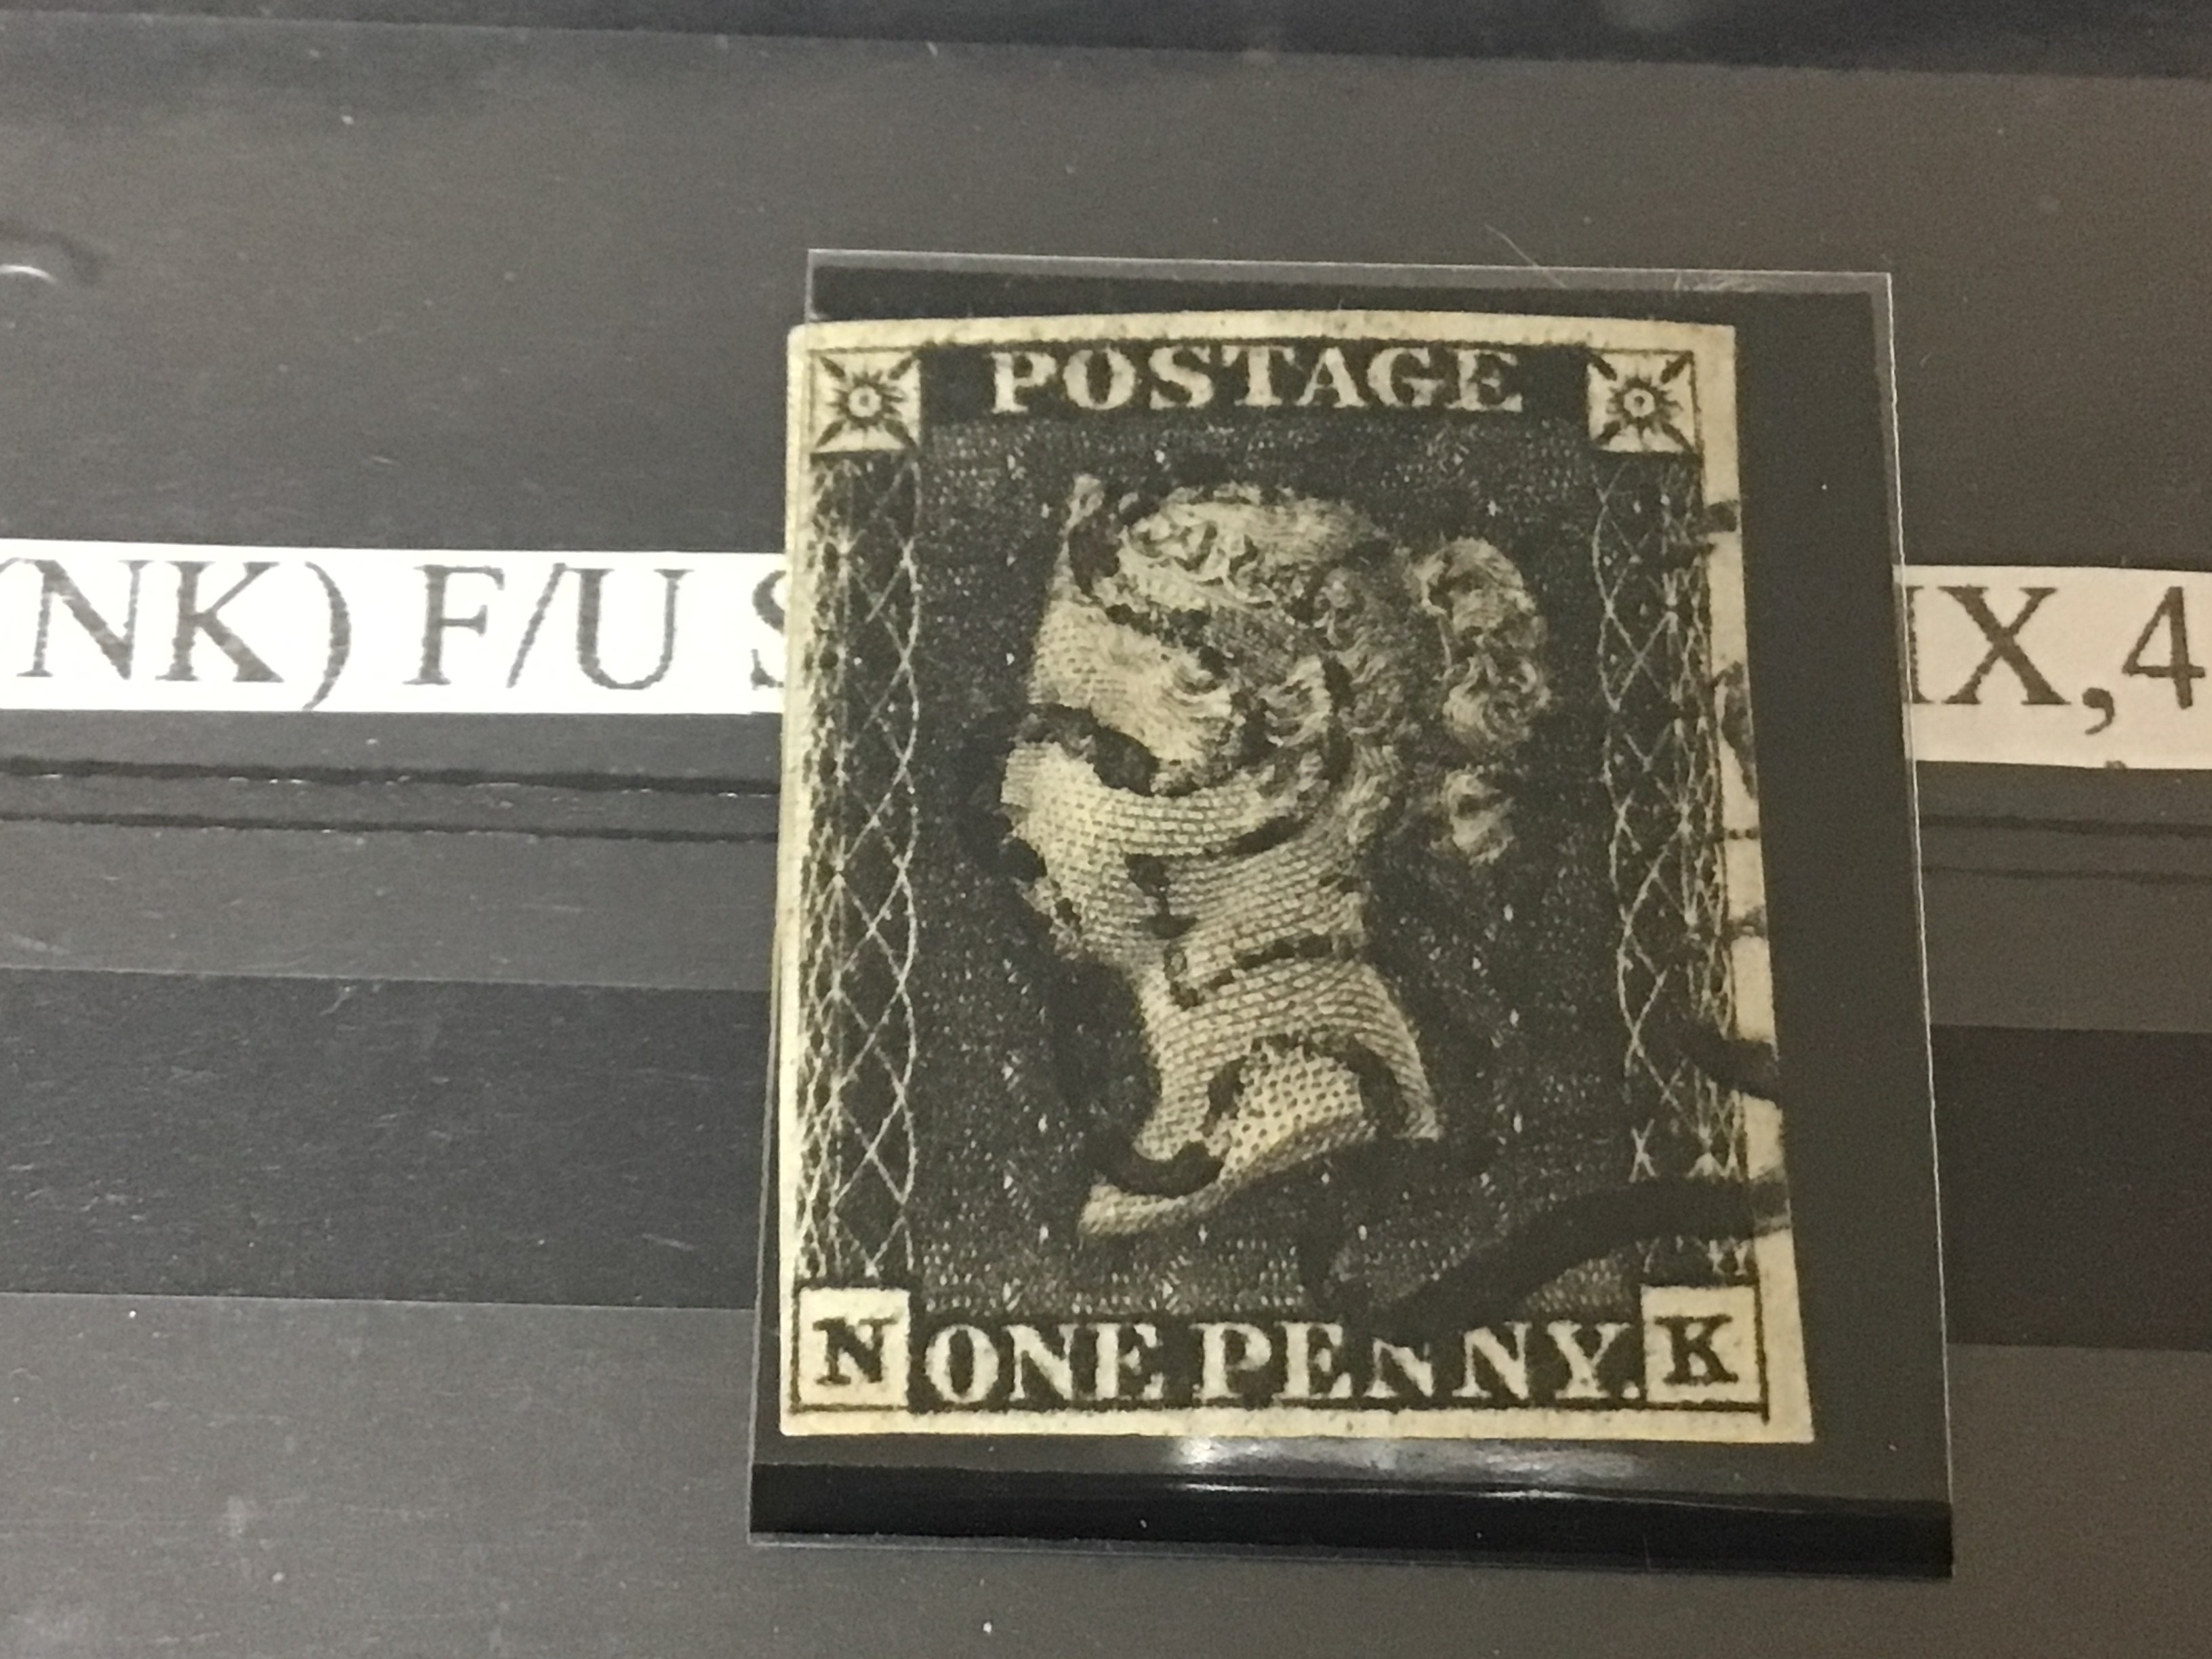 POSTAGE
(NK) F/U S
IX,4
N ONE PENNY. K